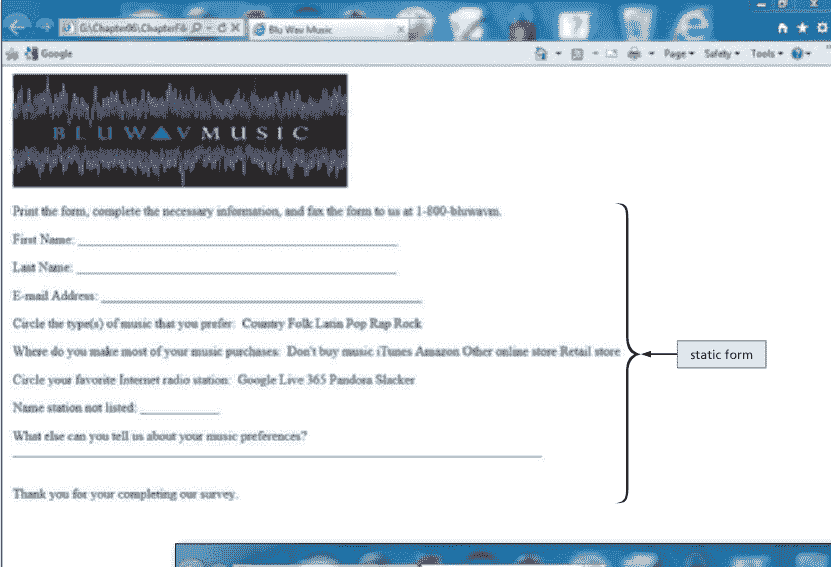 G:\Chapter06\ChapterFil
Blu Wav Music
Google
Page Safety Tools
BLUWAVMUSIC
Print the form, complete the necessary information, and fax the form to us at 1-800-bluwavm.
First Name: ________________
Last Name: ________________
E-mail Address: ________________
Circle the type(s) of music that you prefer: Country Folk Latin Pop Rap Rock
Where do you make most of your music purchases: Don't buy music iTunes Amazon Other online store Retail store
static form
Circle your favorite Internet radio station: Google Live 365 Pandora Slacker
Name station not listed: ____________
What else can you tell us about your music preferences?
Thank you for your completing our survey.